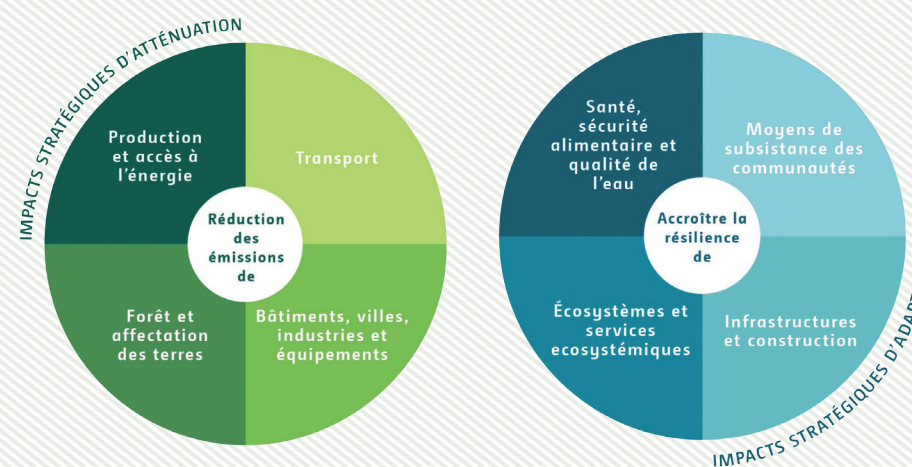 IMPACTS STRATÉGIQUES D'ATTÉNUATION
Production
et accès à
l'énergie
Transport
Réduction
des
émissions
de
Forêt et
affectation
des terres
Bâtiments, villes,
industries et
équipements
Santé,
sécurité
alimentaire et
qualité de
l'eau
Moyens de
subsistance des
communautés
Accroître la
résilience
de
Écosystèmes et
services
ecosystémiques
Infrastructures
et construction
IMPACTS STRATÉGIQUES